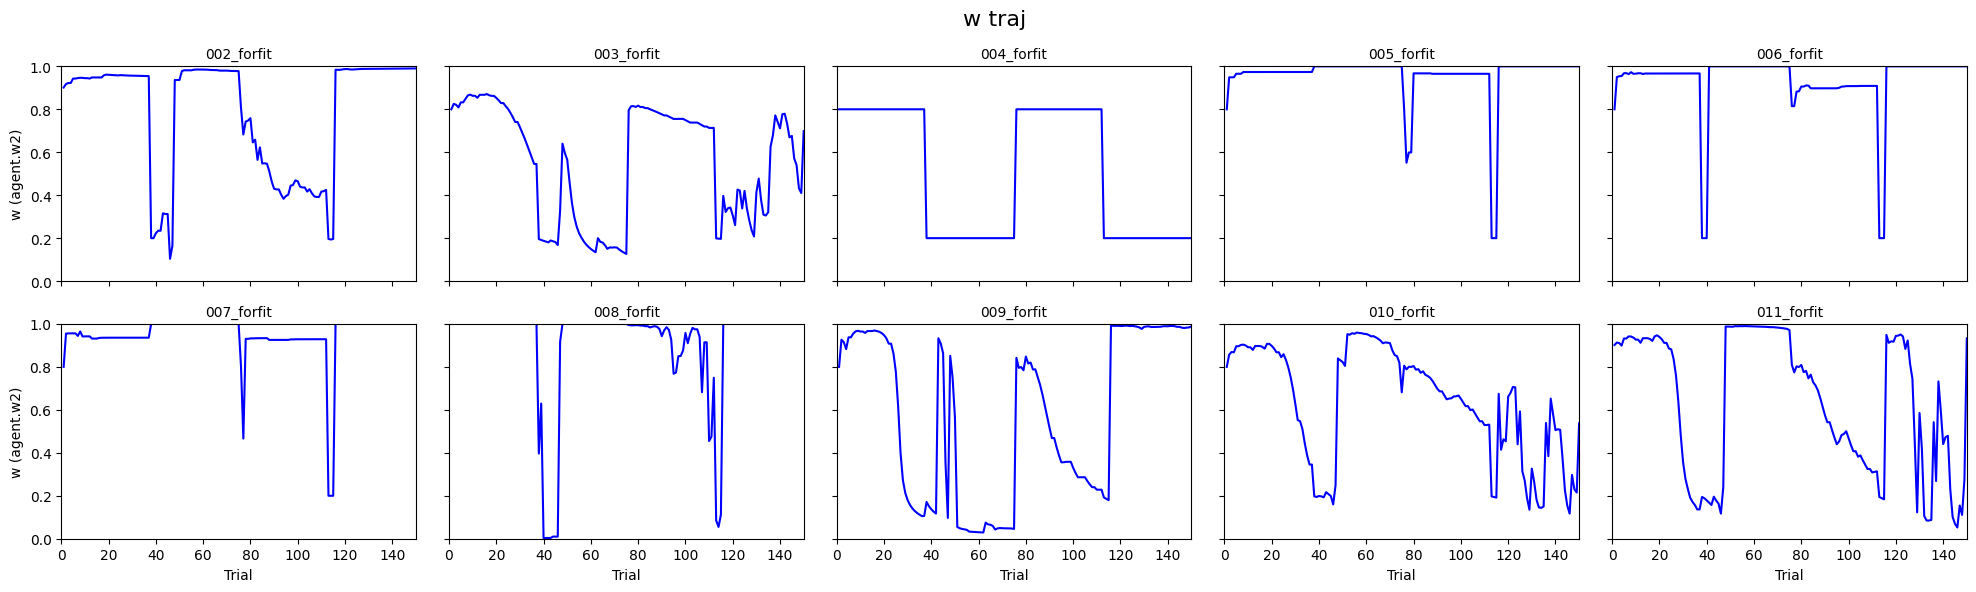 w traj
002_forfit
003_forfit
004_forfit
005_forfit
006_forfit
1.0
0.8
0.6
0.4
0.2
0.0
w (agent.w2)
007_forfit
008_forfit
009_forfit
010_forfit
011_forfit
1.0
0.8
0.6
0.4
0.2
0.0
w (agent.w2)
0 20 40 60 80 100 120 140
0 20 40 60 80 100 120 140
0 20 40 60 80 100 120 140
0 20 40 60 80 100 120 140
0 20 40 60 80 100 120 140
Trial
Trial
Trial
Trial
Trial